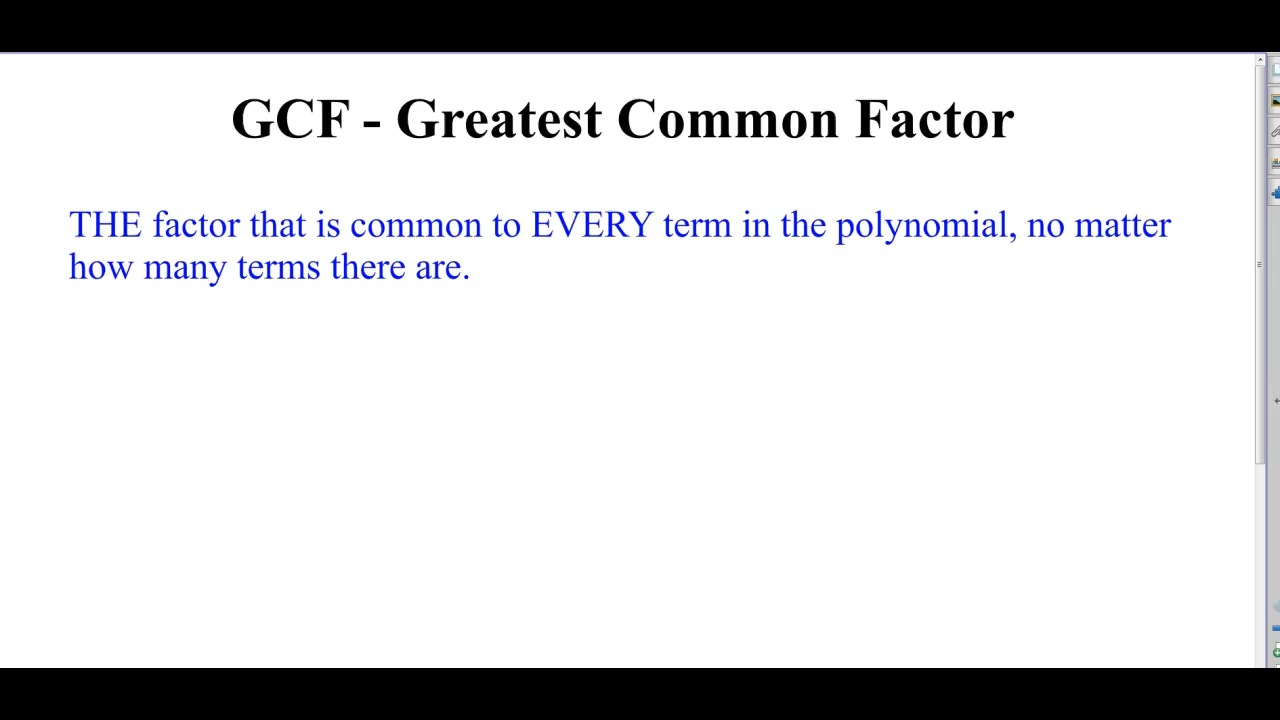 GCF - Greatest Common Factor
THE factor that is common to EVERY term in the polynomial, no matter
how many terms there are.